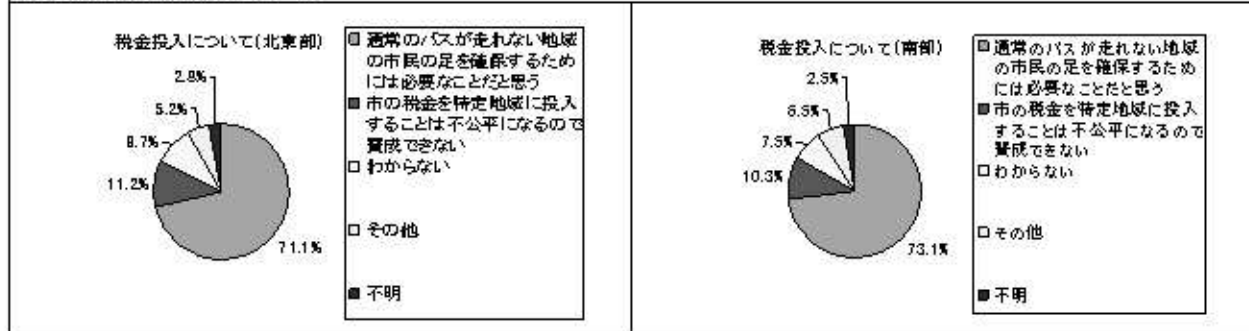 税金投入について(北東部)
2.8%
5.2%
9.7%
11.2%
71.1%
通常のバスが走れない地域
の市民の足を確保するため
には必要なことだと思う
市の税金を特定地域に投入
することは不公平になるので
賛成できない
わからない
その他
不明
税金投入について(南部)
2.5%
6.5%
7.5%
10.3%
73.1%
通常のバスが走れない地域
の市民の足を確保するため
には必要なことだと思う
市の税金を特定地域に投入
することは不公平になるので
賛成できない
わからない
その他
不明